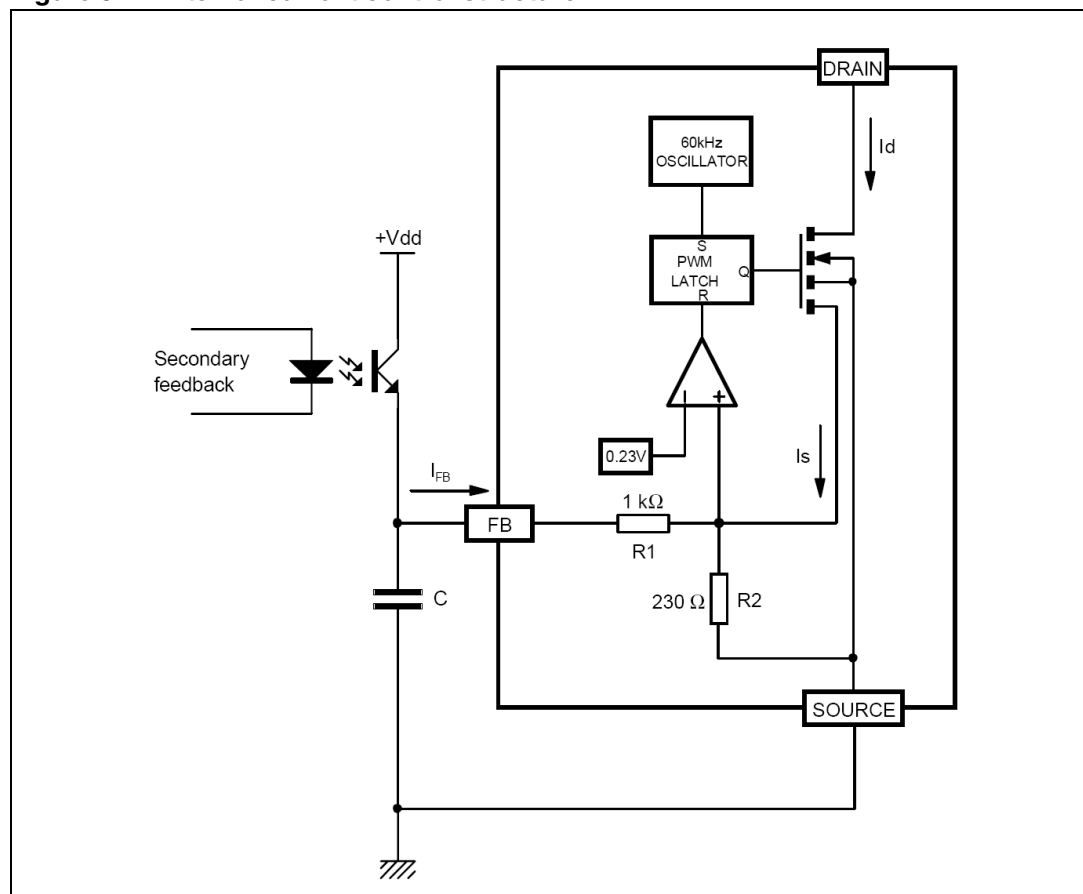 DRAIN
60kHz
OSCILLATOR
Id
+Vdd
S
PWM
LATCH
Q
R
Secondary
feedback
- +
0.23V
Is
I_FB
1 kΩ
FB
R1
230 Ω
R2
C
SOURCE